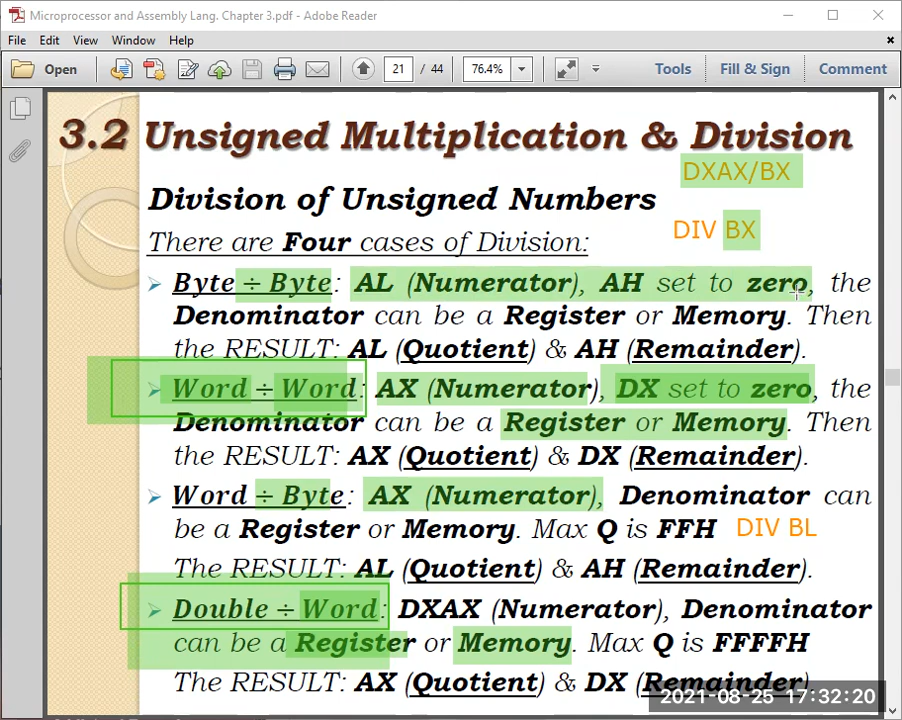 Microprocessor and Assembly Lang. Chapter 3.pdf - Adobe Reader
File Edit View Window Help
Open 21 / 44 76.4% Tools Fill & Sign Comment
3.2 Unsigned Multiplication & Division
DXAX/BX
Division of Unsigned Numbers
DIV BX
There are Four cases of Division:
Byte ÷ Byte: AL (Numerator), AH set to zero, the
Denominator can be a Register or Memory. Then
the RESULT: AL (Quotient) & AH (Remainder).
Word ÷ Word: AX (Numerator), DX set to zero, the
Denominator can be a Register or Memory. Then
the RESULT: AX (Quotient) & DX (Remainder).
Word ÷ Byte: AX (Numerator), Denominator can
be a Register or Memory. Max Q is FFH DIV BL
The RESULT: AL (Quotient) & AH (Remainder).
Double ÷ Word: DXAX (Numerator), Denominator
can be a Register or Memory. Max Q is FFFFH
The RESULT: AX (Quotient) & DX (Remainder)
2021-08-25 17:32:20